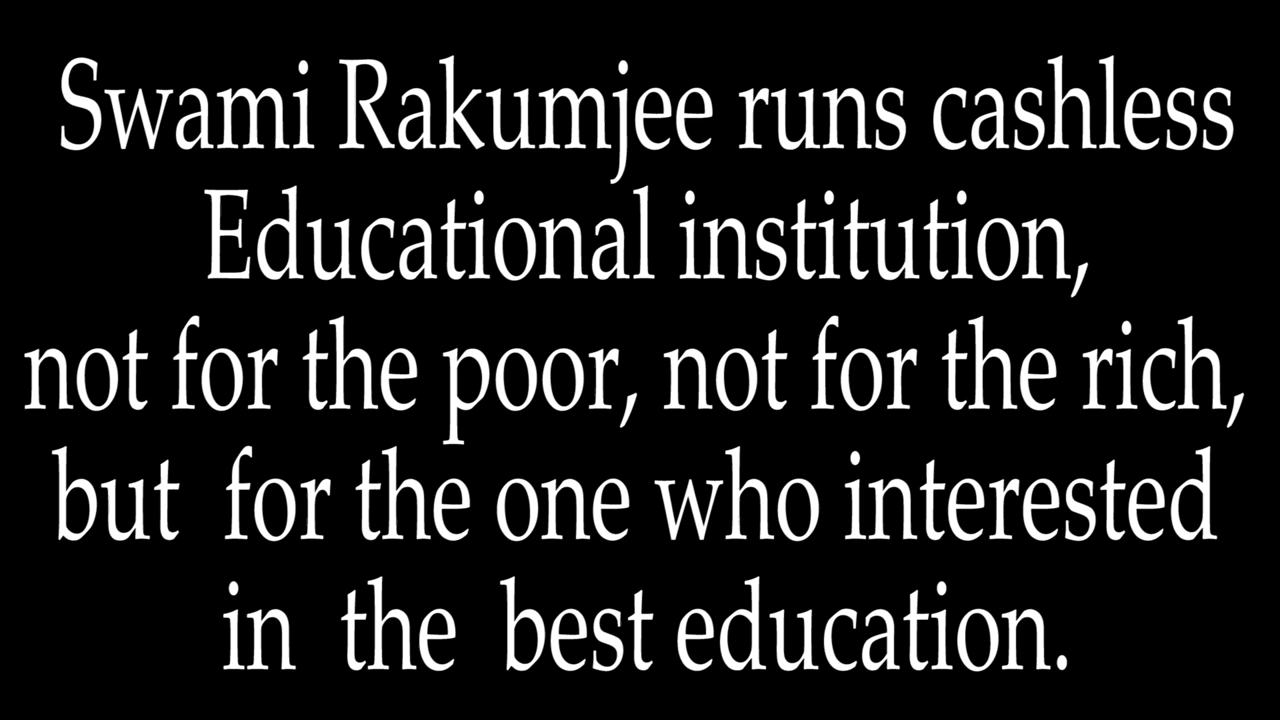 Swami Rakumjee runs cashless
Educational institution,
not for the poor, not for the rich,
but for the one who interested
in the best education.